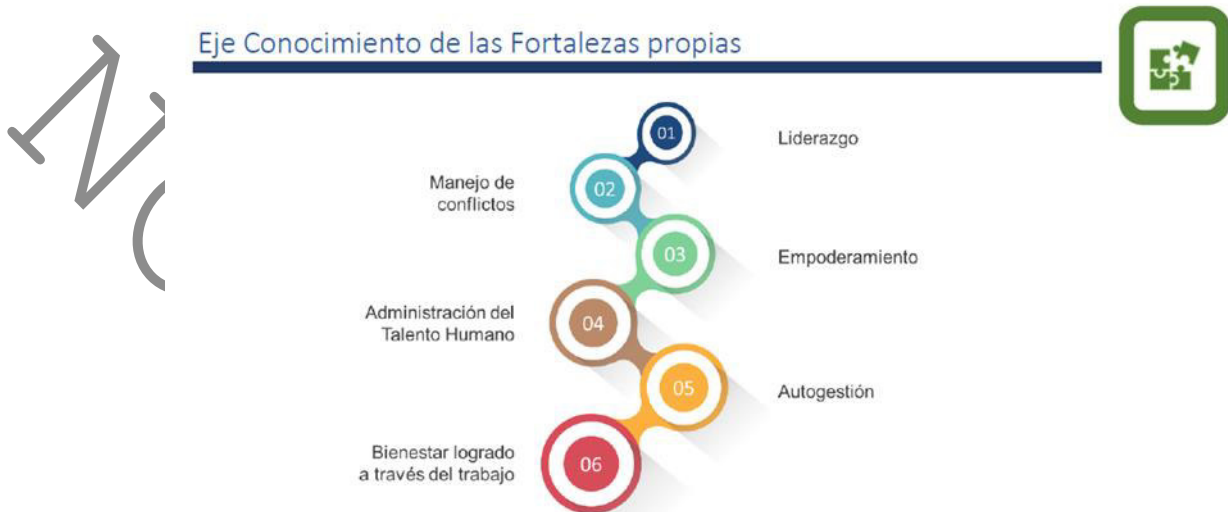 Eje Conocimiento de las Fortalezas propias
01
Liderazgo
Manejo de
conflictos
02
03
Empoderamiento
Administración del
Talento Humano
04
05
Autogestión
Bienestar logrado
a través del trabajo
06